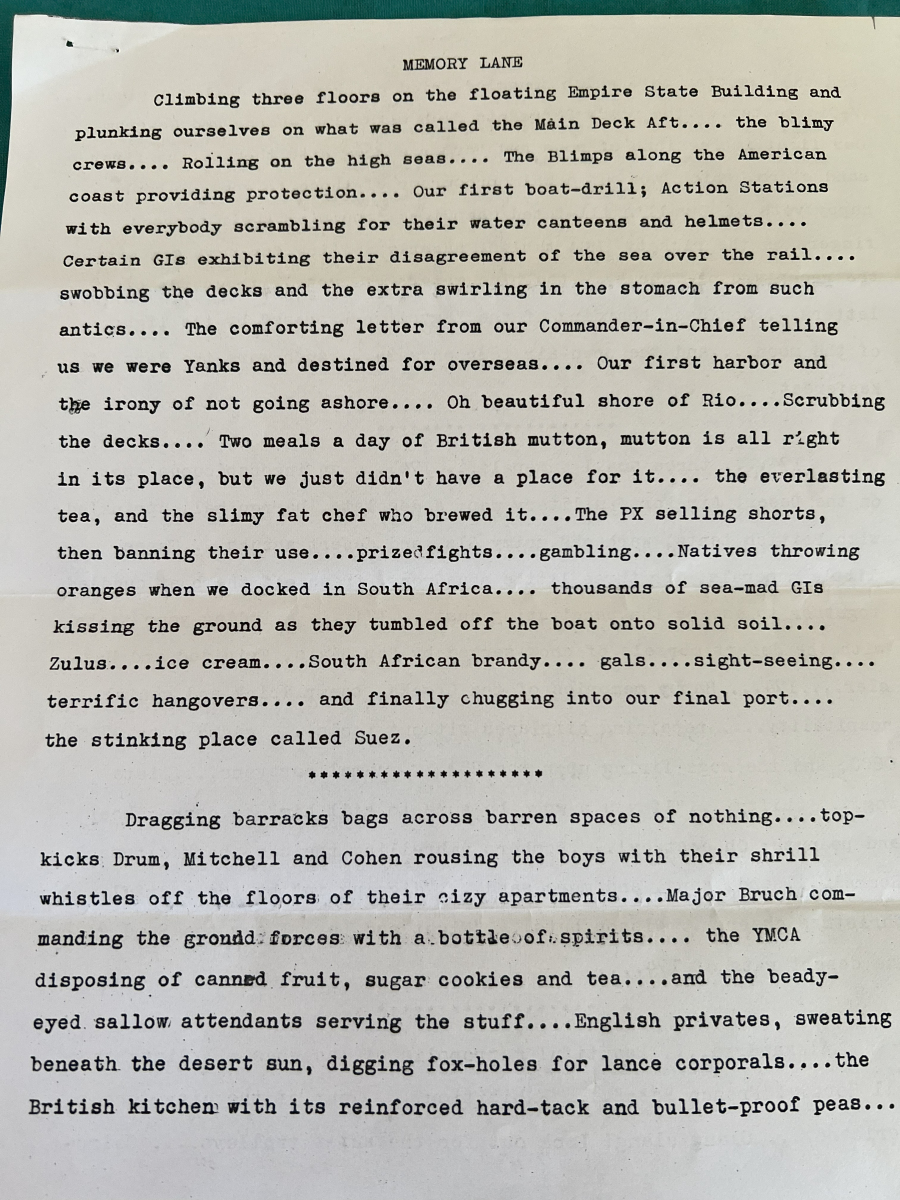 MEMORY LANE
Climbing three floors on the floating Empire State Building and
plunking ourselves on what was called the Main Deck Aft.... the blimy
crews.... Rolling on the high seas.... The Blimps along the American
coast providing protection.... Our first boat-drill; Action Stations
with everybody scrambling for their water canteens and helmets....
Certain GIs exhibiting their disagreement of the sea over the rail....
swobbing the decks and the extra swirling in the stomach from such
antics.... The comforting letter from our Commander-in-Chief telling
us we were Yanks and destined for overseas.... Our first harbor and
the irony of not going ashore.... Oh beautiful shore of Rio....Scrubbing
the decks.... Two meals a day of British mutton, mutton is all right
in its place, but we just didn't have a place for it.... the everlasting
tea, and the slimy fat chef who brewed it....The PX selling shorts,
then banning their use....prizedfights....gambling....Natives throwing
oranges when we docked in South Africa.... thousands of sea-mad GIs
kissing the ground as they tumbled off the boat onto solid soil....
Zulus....ice cream....South African brandy.... gals....sight-seeing....
terrific hangovers.... and finally chugging into our final port....
the stinking place called Suez.
********************
Dragging barracks bags across barren spaces of nothing....top-
kicks Drum, Mitchell and Cohen rousing the boys with their shrill
whistles off the floors of their cizy apartments....Major Bruch com-
manding the ground forces with a bottle of spirits.... the YMCA
disposing of canned fruit, sugar cookies and tea....and the beady-
eyed sallow attendants serving the stuff....English privates, sweating
beneath the desert sun, digging fox-holes for lance corporals....the
British kitchen with its reinforced hard-tack and bullet-proof peas...